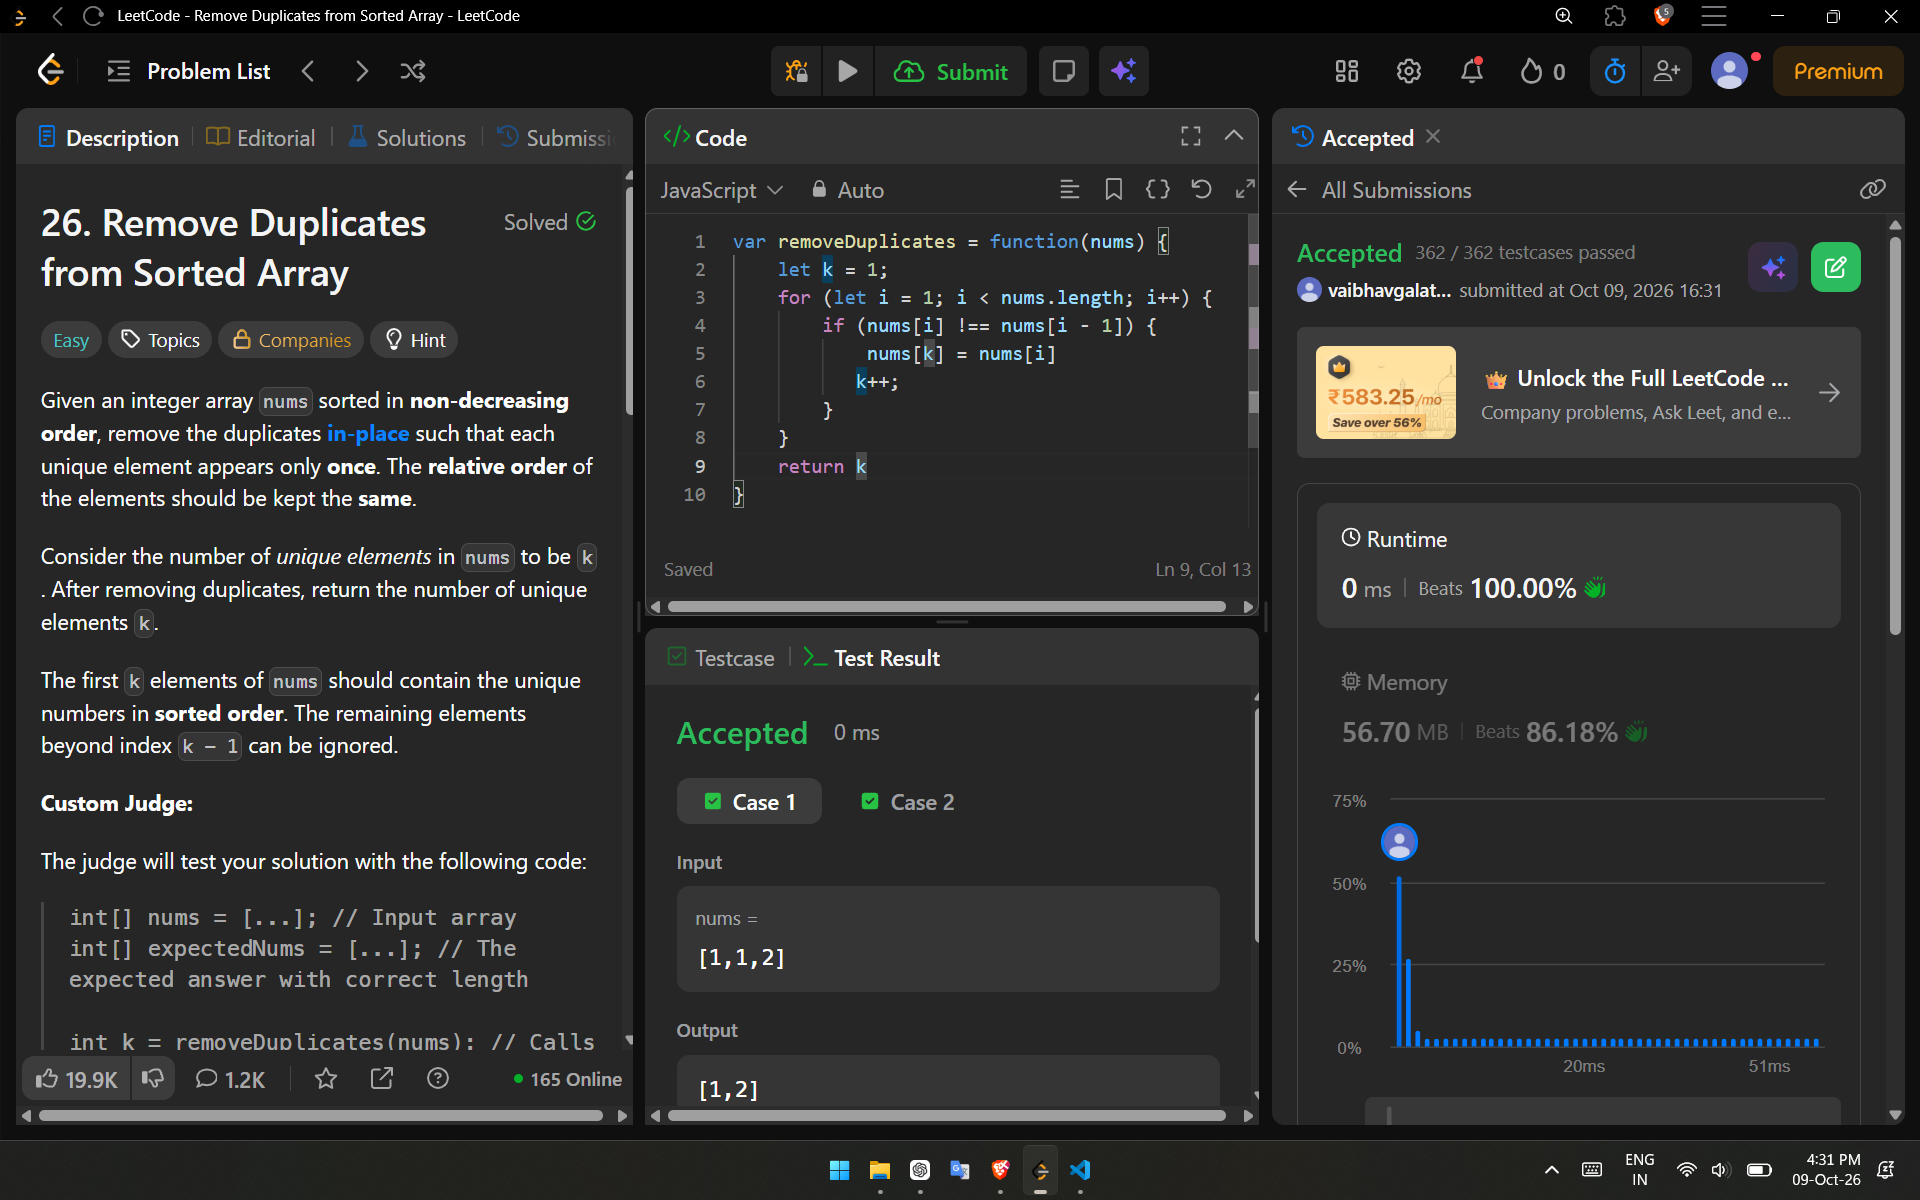 LeetCode - Remove Duplicates from Sorted Array - LeetCode
5
Problem List
Submit
0
Premium
Description
Editorial
Solutions
26. Remove Duplicates
from Sorted Array
Solved
Easy
Topics
Companies
Hint
Given an integer array nums sorted in non-decreasing
order, remove the duplicates in-place such that each
unique element appears only once. The relative order of
the elements should be kept the same.
Consider the number of unique elements in nums to be k
. After removing duplicates, return the number of unique
elements k.
The first k elements of nums should contain the unique
numbers in sorted order. The remaining elements
beyond index k - 1 can be ignored.
Custom Judge:
The judge will test your solution with the following code:
int[] nums = [...]; // Input array
int[] expectedNums = [...]; // The
expected answer with correct length
int k = removeDuplicates(nums); // Calls
19.9K
1.2K
165 Online
</> Code
JavaScript
Auto
1 var removeDuplicates = function(nums) {
2 let k = 1;
3 for (let i = 1; i < nums.length; i++) {
4 if (nums[i] !== nums[i - 1]) {
5 nums[k] = nums[i]
6 k++;
7 }
8 }
9 return k
10 }
Saved
Ln 9, Col 13
Testcase
Test Result
Accepted 0 ms
Case 1
Case 2
Input
nums =
[1,1,2]
Output
[1,2]
Accepted
All Submissions
Accepted 362 / 362 testcases passed
vaibhavgalat... submitted at Oct 09, 2026 16:31
₹583.25/mo
Save over 56%
Unlock the Full LeetCode ...
Company problems, Ask Leet, and e...
Runtime
0 ms Beats 100.00%
Memory
56.70 MB Beats 86.18%
75%
50%
25%
0%
20ms
51ms
ENG
IN
4:31 PM
09-Oct-26